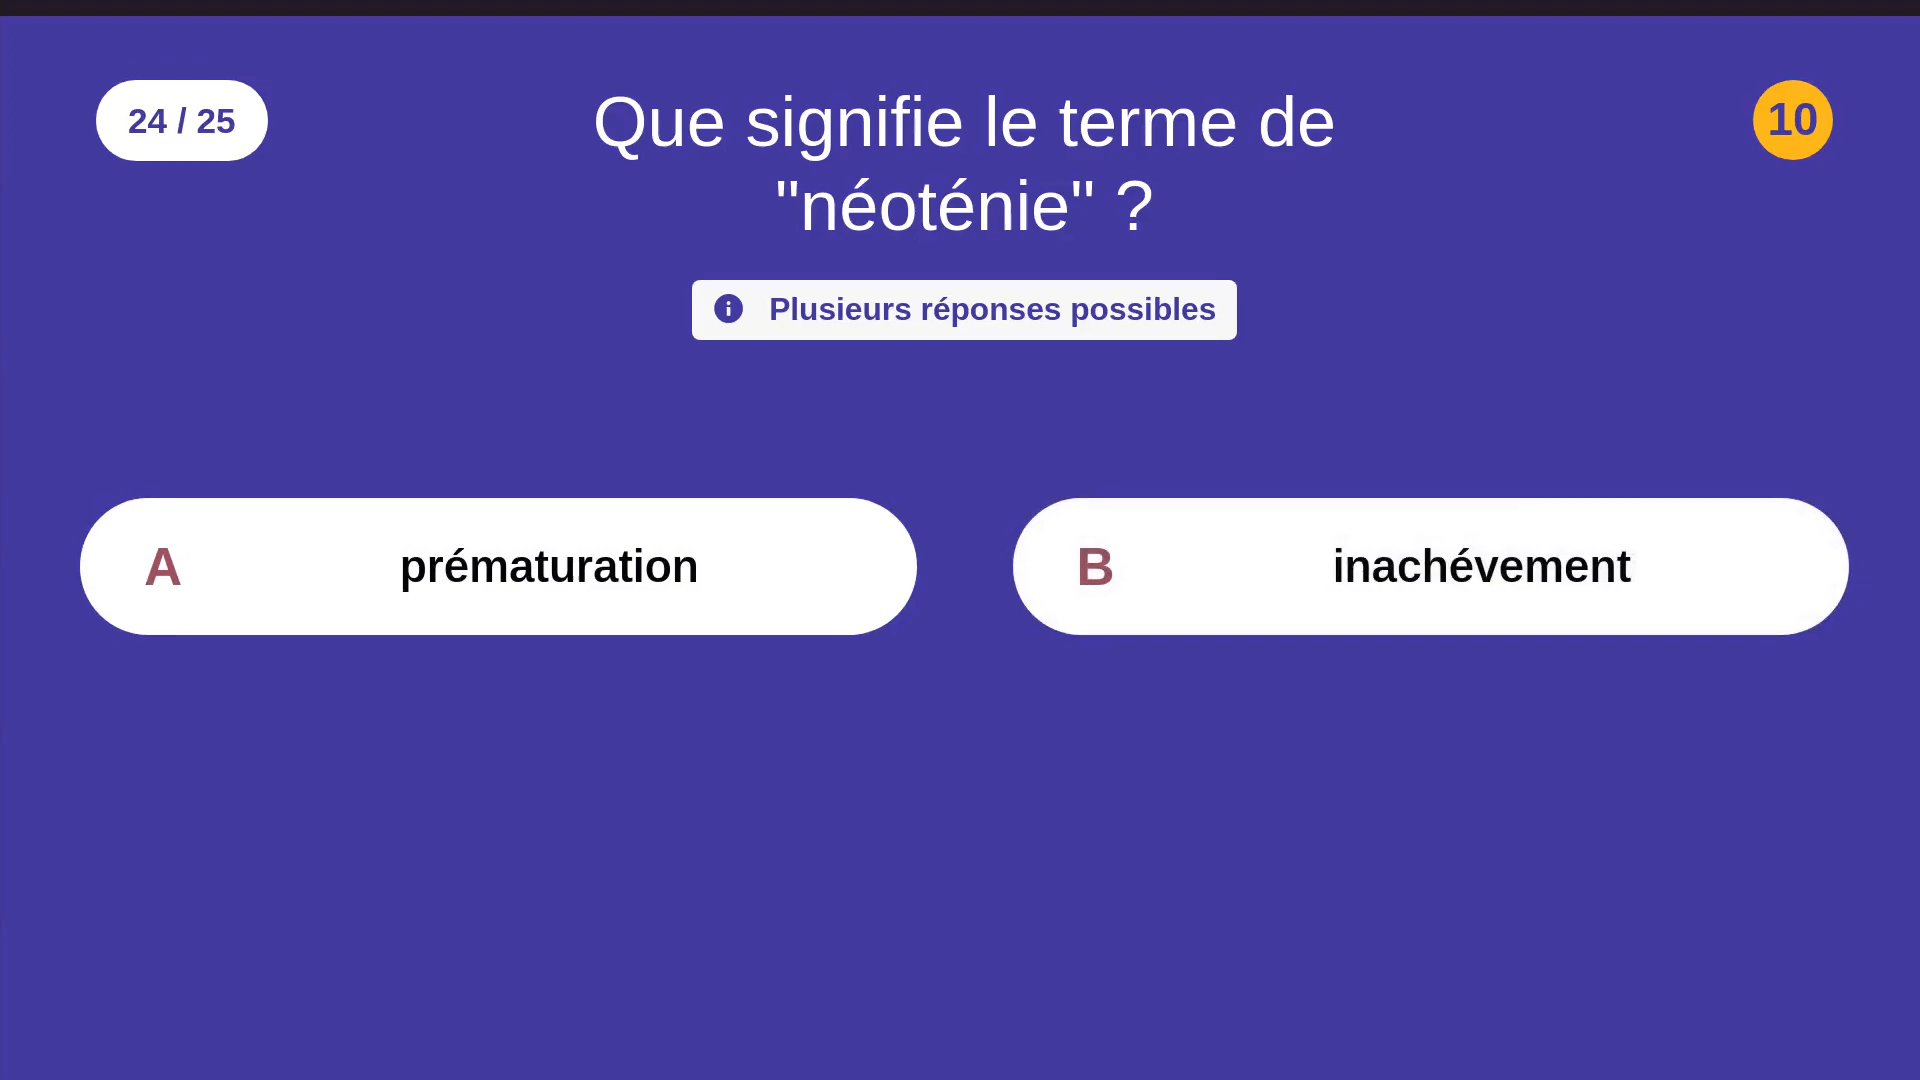 24 / 25
Que signifie le terme de
"néoténie" ?
10
Plusieurs réponses possibles
A prématuration
B inachévement